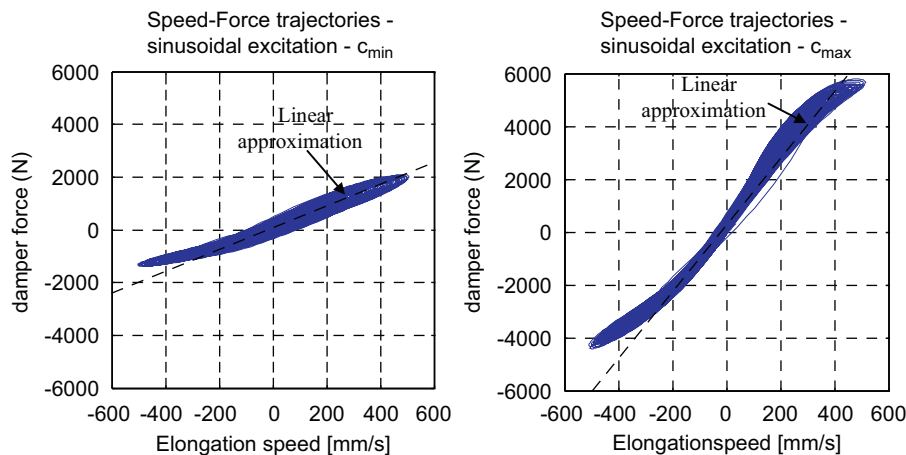 Speed-Force trajectories -
sinusoidal excitation - cmin
6000
4000
2000
0
-2000
-4000
-6000
damper force (N)
Linear
approximation
-600 -400 -200 0 200 400 600
Elongation speed [mm/s]
Speed-Force trajectories -
sinusoidal excitation - cmax
6000
4000
2000
0
-2000
-4000
-6000
damper force (N)
Linear
approximation
-600 -400 -200 0 200 400 600
Elongationspeed [mm/s]